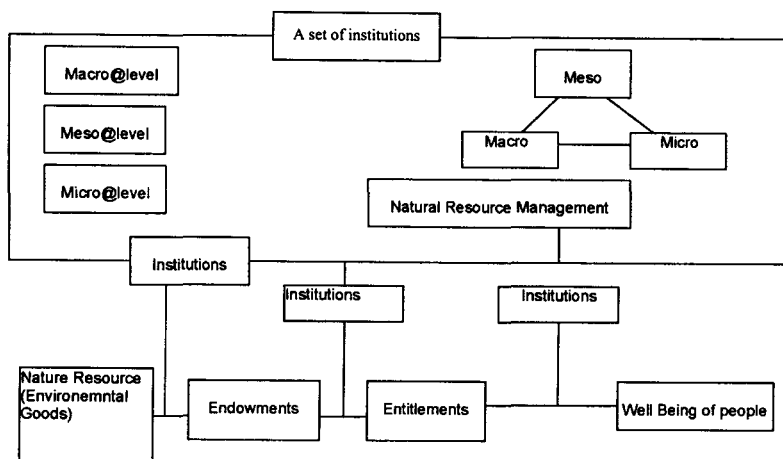 A set of institutions
Macro@level
Meso@level
Micro@level
Meso
Macro
Micro
Natural Resource Management
Institutions
Institutions
Institutions
Nature Resource
(Environemntal
Goods)
Endowments
Entitlements
Well Being of people